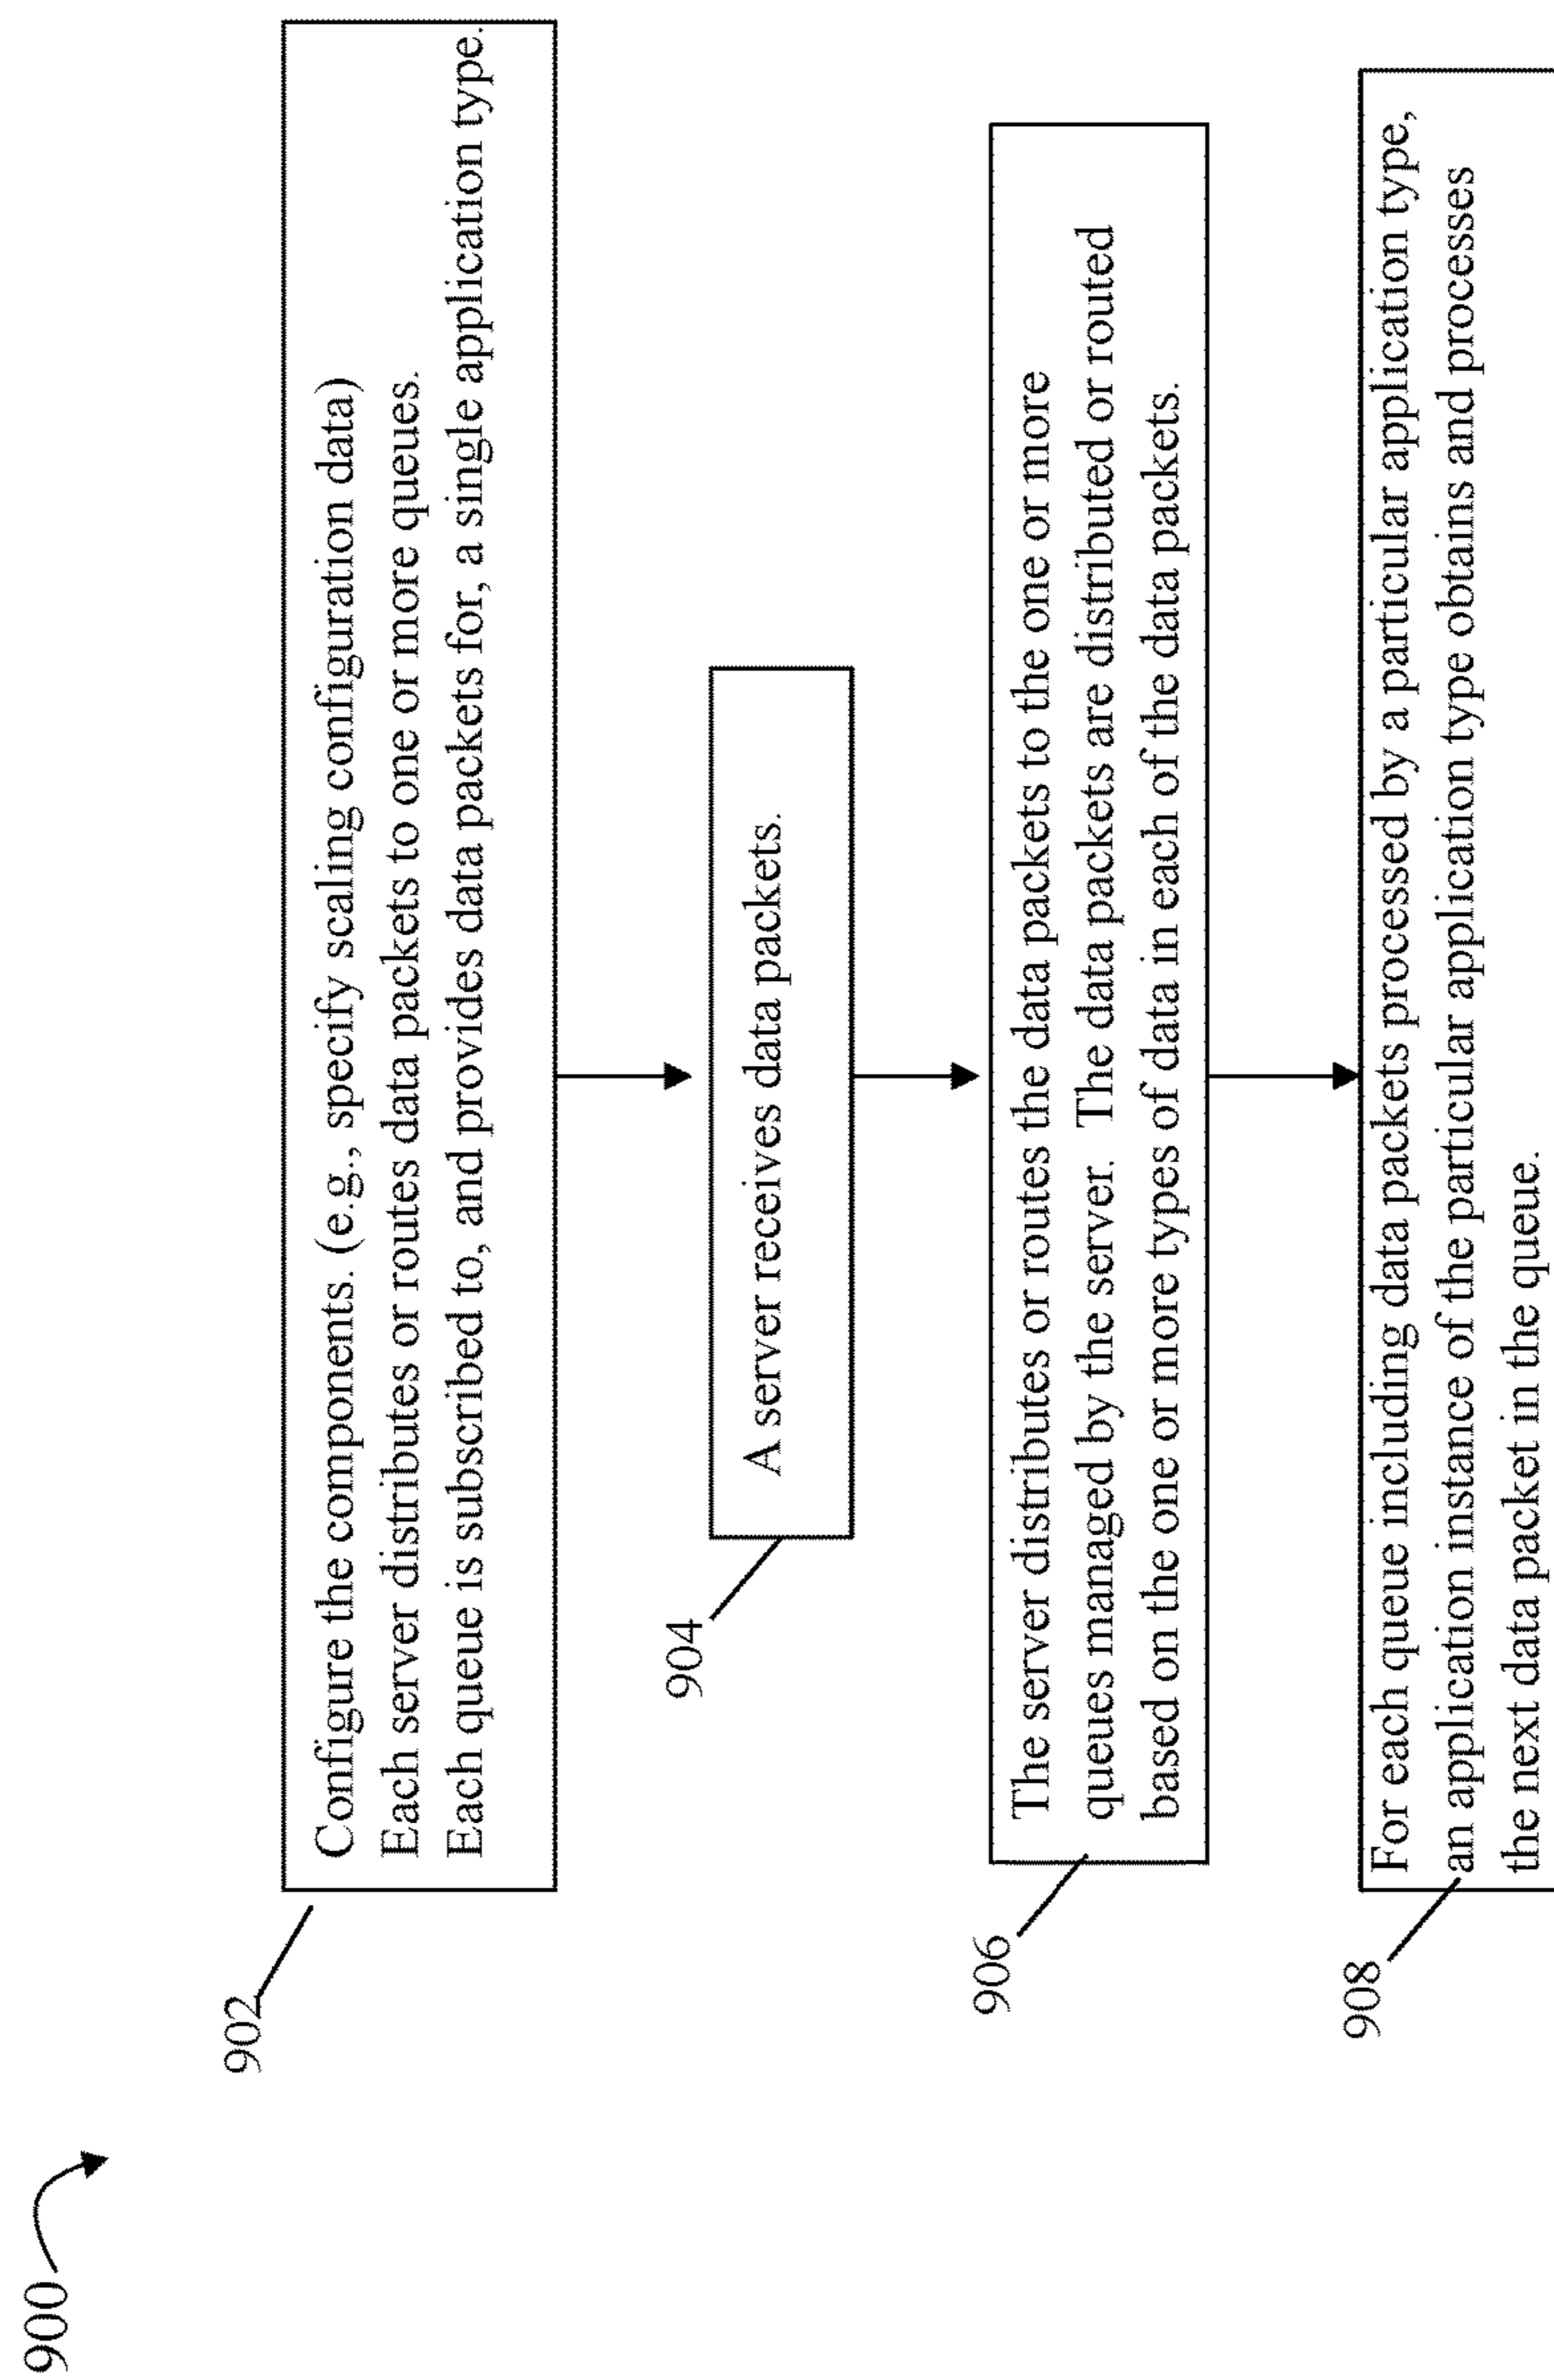 900
902
Configure the components. (e.g., specify scaling configuration data)
Each server distributes or routes data packets to one or more queues.
Each queue is subscribed to, and provides data packets for, a single application type.
904
A server receives data packets.
906
The server distributes or routes the data packets to the one or more
queues managed by the server. The data packets are distributed or routed
based on the one or more types of data in each of the data packets.
908
For each queue including data packets processed by a particular application type,
an application instance of the particular application type obtains and processes
the next data packet in the queue.